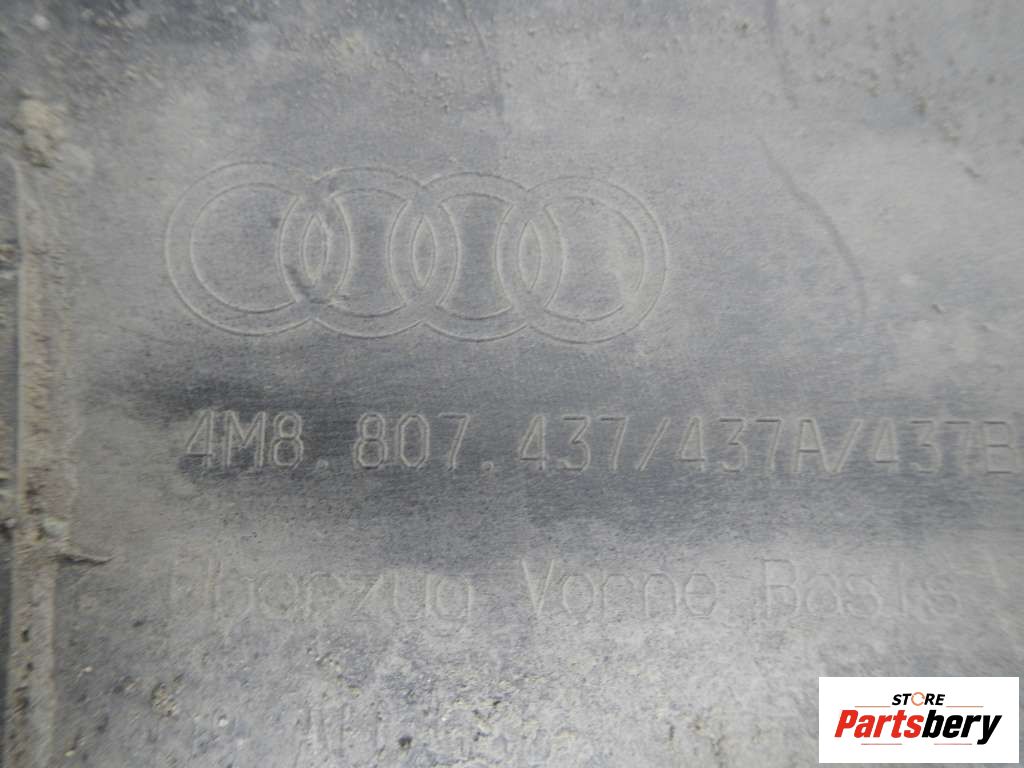 4M8.807.437/437A/437B
Überzug Vorne Basis
STORE
Partsbery